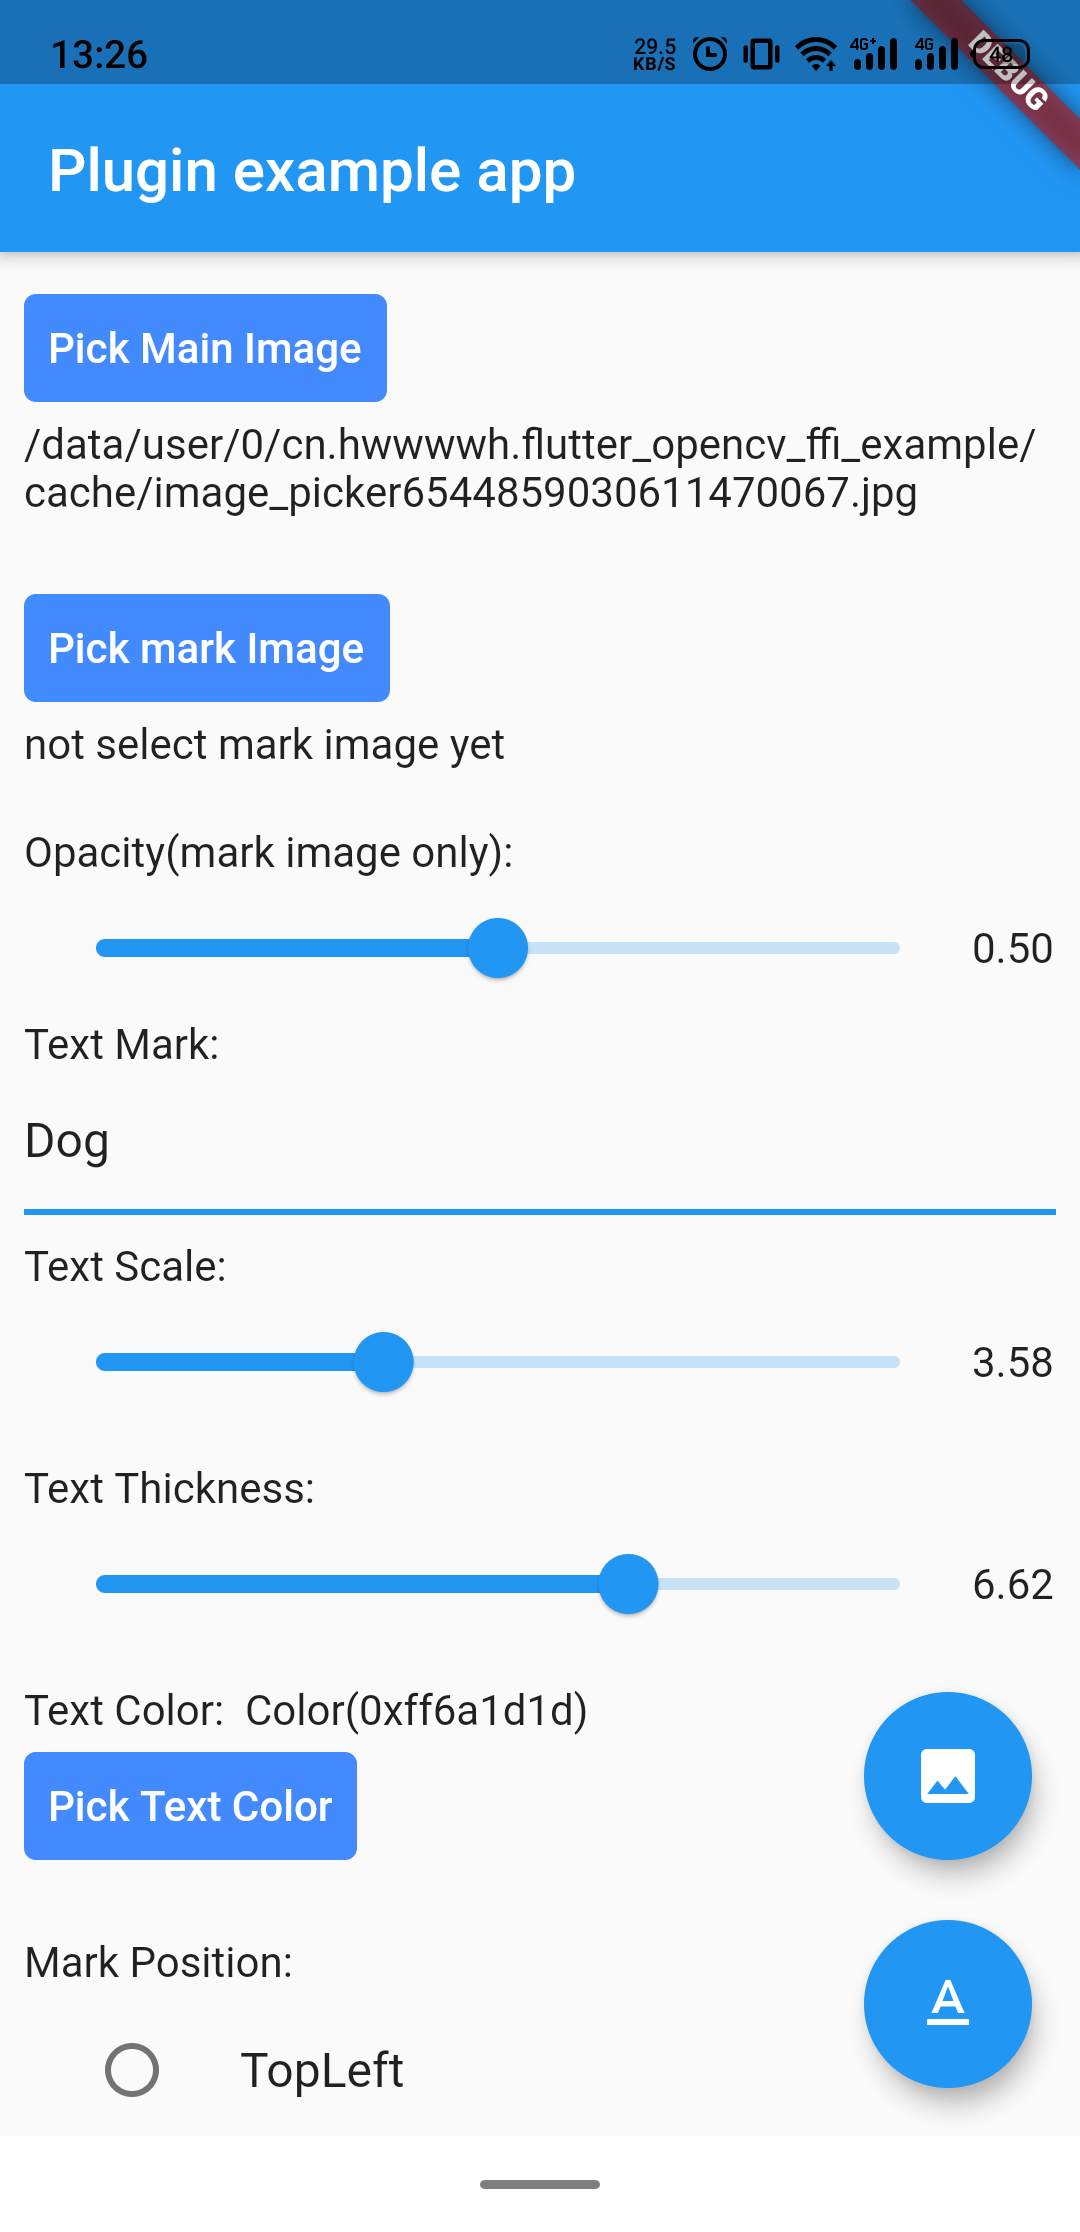 13:26
29.5
KB/S
4G+
4G
48
DEBUG
Plugin example app
Pick Main Image
/data/user/0/cn.hwwwwh.flutter_opencv_ffi_example/
cache/image_picker6544859030611470067.jpg
Pick mark Image
not select mark image yet
Opacity(mark image only):
0.50
Text Mark:
Dog
Text Scale:
3.58
Text Thickness:
6.62
Text Color: Color(0xff6a1d1d)
Pick Text Color
A
Mark Position:
TopLeft